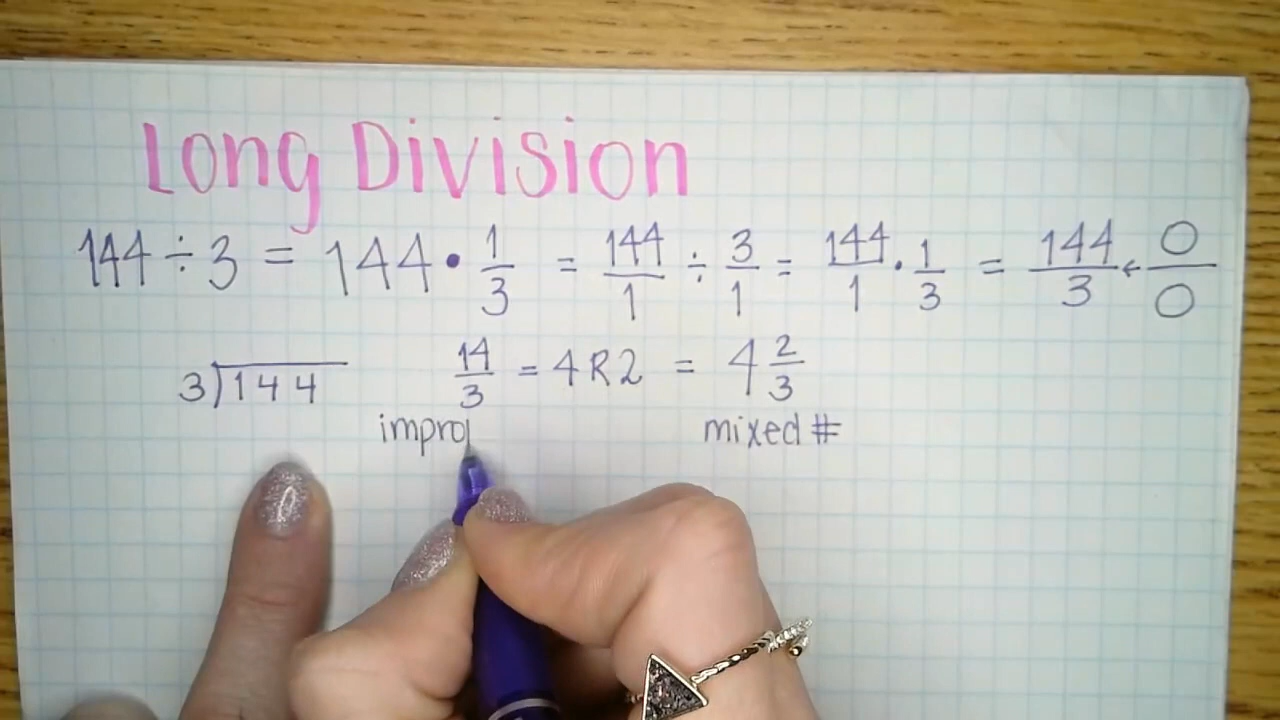 Long Division
144 ÷ 3 = 144 • 1/3 = 144/1 ÷ 3/1 = 144/1 • 1/3 = 144/3 ← 0/0
3)144 14/3 = 4 R 2 = 4 2/3
improp mixed #